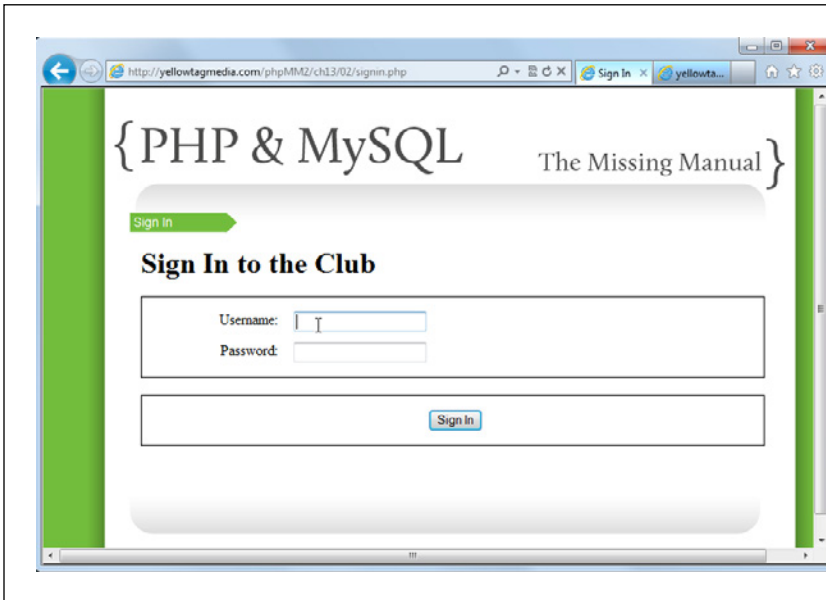 http://yellowtagmedia.com/phpMM2/ch13/02/signin.php
Sign In
yellowta...
{PHP & MySQL
The Missing Manual}
Sign In
Sign In to the Club
Username:
Password:
Sign In